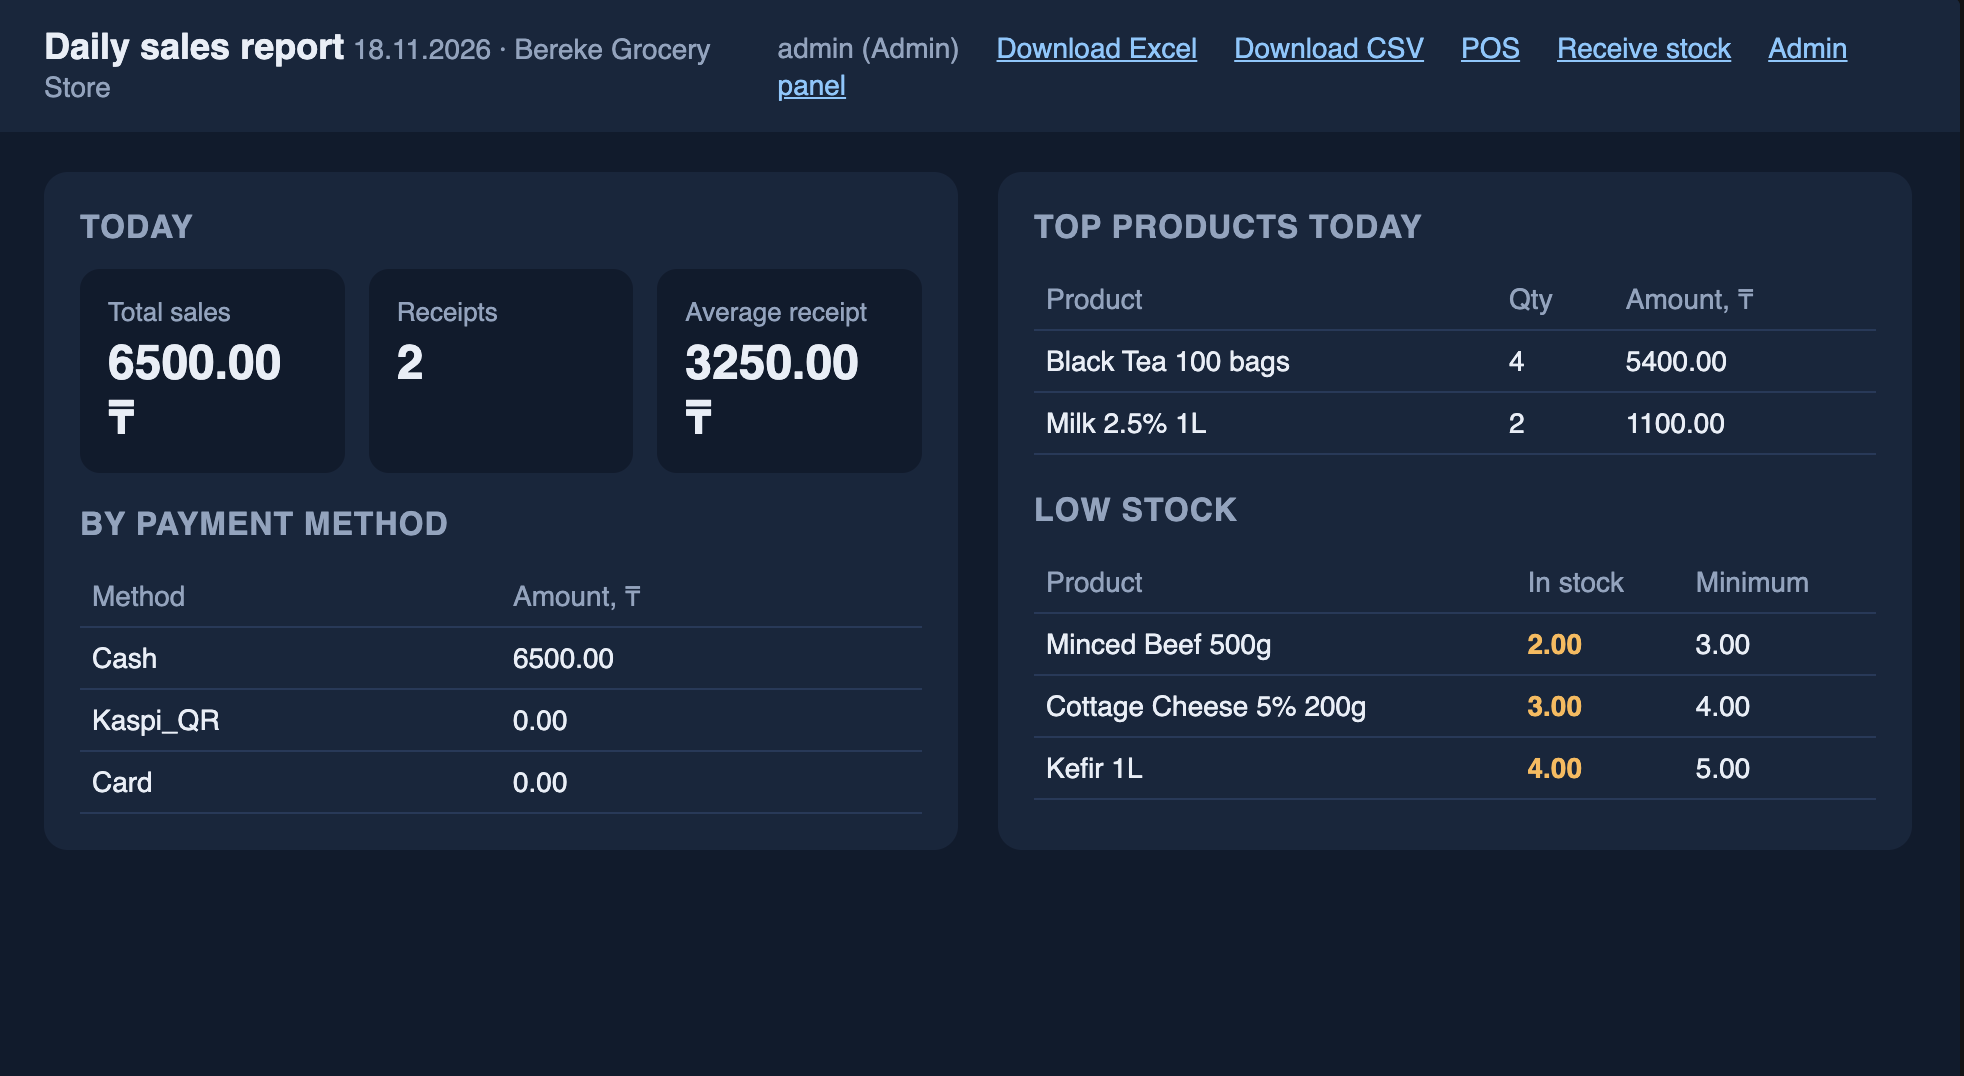 Daily sales report 18.11.2026 · Bereke Grocery
Store
admin (Admin) Download Excel Download CSV POS Receive stock Admin
panel
TODAY
Total sales
6500.00
₸
Receipts
2
Average receipt
3250.00
₸
BY PAYMENT METHOD
Method Amount, ₸
Cash 6500.00
Kaspi_QR 0.00
Card 0.00
TOP PRODUCTS TODAY
Product Qty Amount, ₸
Black Tea 100 bags 4 5400.00
Milk 2.5% 1L 2 1100.00
LOW STOCK
Product In stock Minimum
Minced Beef 500g 2.00 3.00
Cottage Cheese 5% 200g 3.00 4.00
Kefir 1L 4.00 5.00